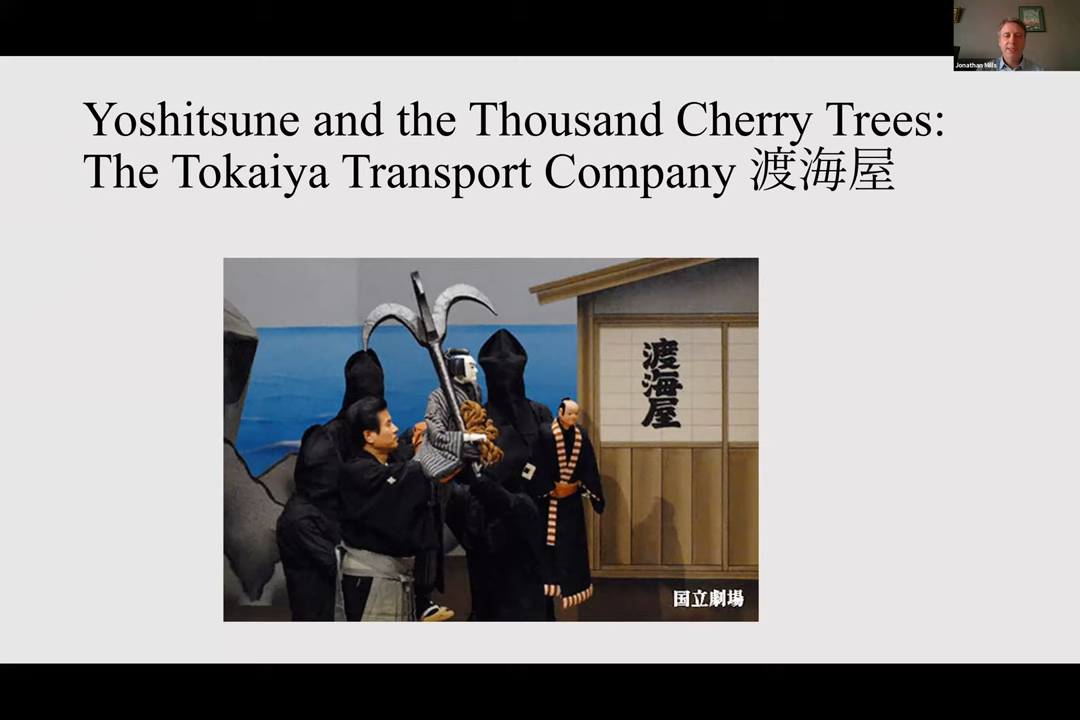 Jonathan Mills
Yoshitsune and the Thousand Cherry Trees:
The Tokaiya Transport Company 渡海屋
渡海屋
国立劇場